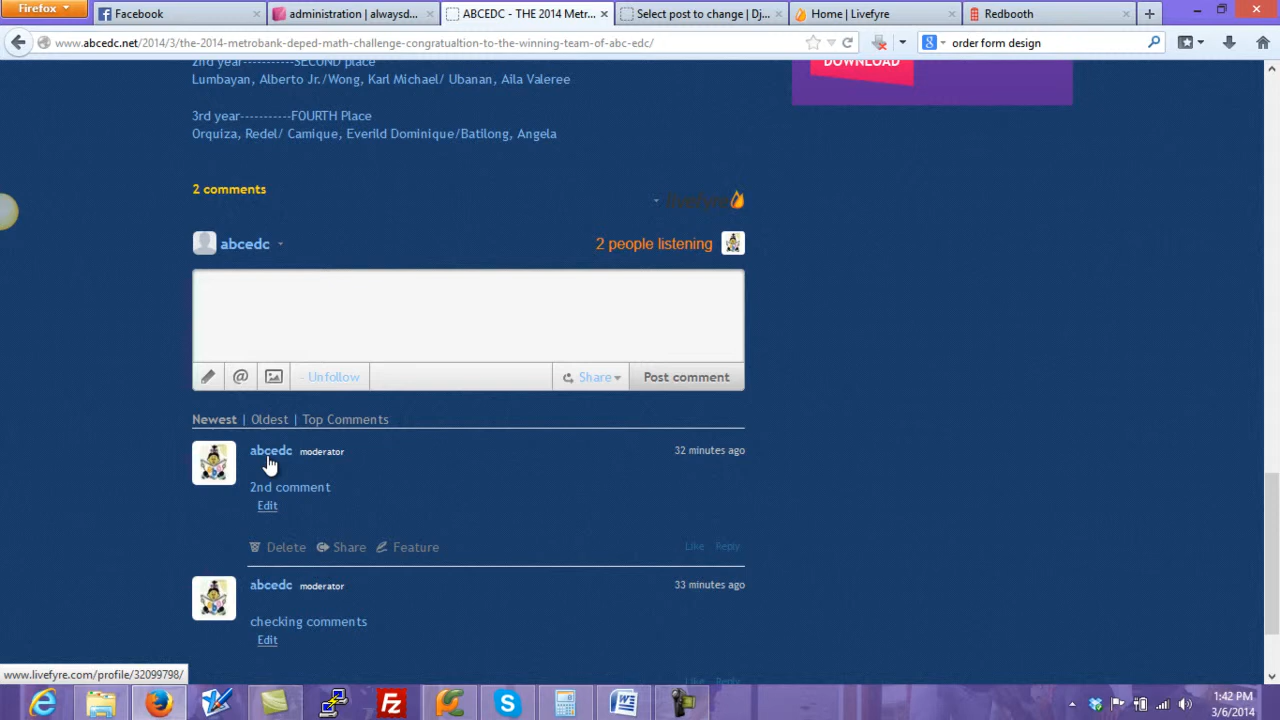 Firefox
Facebook
administration | alwaysd...
ABCEDC - THE 2014 Metr...
Select post to change | Dj...
Home | Livefyre
Redbooth
www.abcedc.net/2014/3/the-2014-metrobank-deped-math-challenge-congratualtion-to-the-winning-team-of-abc-edc/
order form design
2nd year-----------SECOND place
Lumbayan, Alberto Jr./Wong, Karl Michael/ Ubanan, Aila Valeree
DOWNLOAD
3rd year----------FOURTH Place
Orquiza, Redel/ Camique, Everild Dominique/Batilong, Angela
2 comments
livefyre
abcedc
2 people listening
@
- Unfollow
Share
Post comment
Newest | Oldest | Top Comments
abcedc moderator
32 minutes ago
2nd comment
Edit
Delete Share Feature
Like Reply
abcedc moderator
33 minutes ago
checking comments
Edit
Like Reply
www.livefyre.com/profile/32099798/
1:42 PM
3/6/2014